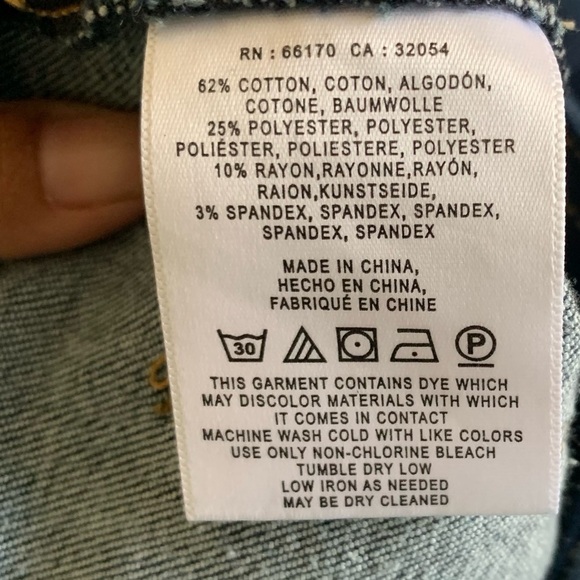 RN : 66170 CA : 32054
62% COTTON, COTON, ALGODÓN,
COTONE, BAUMWOLLE
25% POLYESTER, POLYESTER,
POLIÉSTER, POLIESTERE, POLYESTER
10% RAYON,RAYONNE,RAYÓN,
RAION,KUNSTSEIDE,
3% SPANDEX, SPANDEX, SPANDEX,
SPANDEX, SPANDEX
MADE IN CHINA,
HECHO EN CHINA,
FABRIQUÉ EN CHINE
30 P
THIS GARMENT CONTAINS DYE WHICH
MAY DISCOLOR MATERIALS WITH WHICH
IT COMES IN CONTACT
MACHINE WASH COLD WITH LIKE COLORS
USE ONLY NON-CHLORINE BLEACH
TUMBLE DRY LOW
LOW IRON AS NEEDED
MAY BE DRY CLEANED